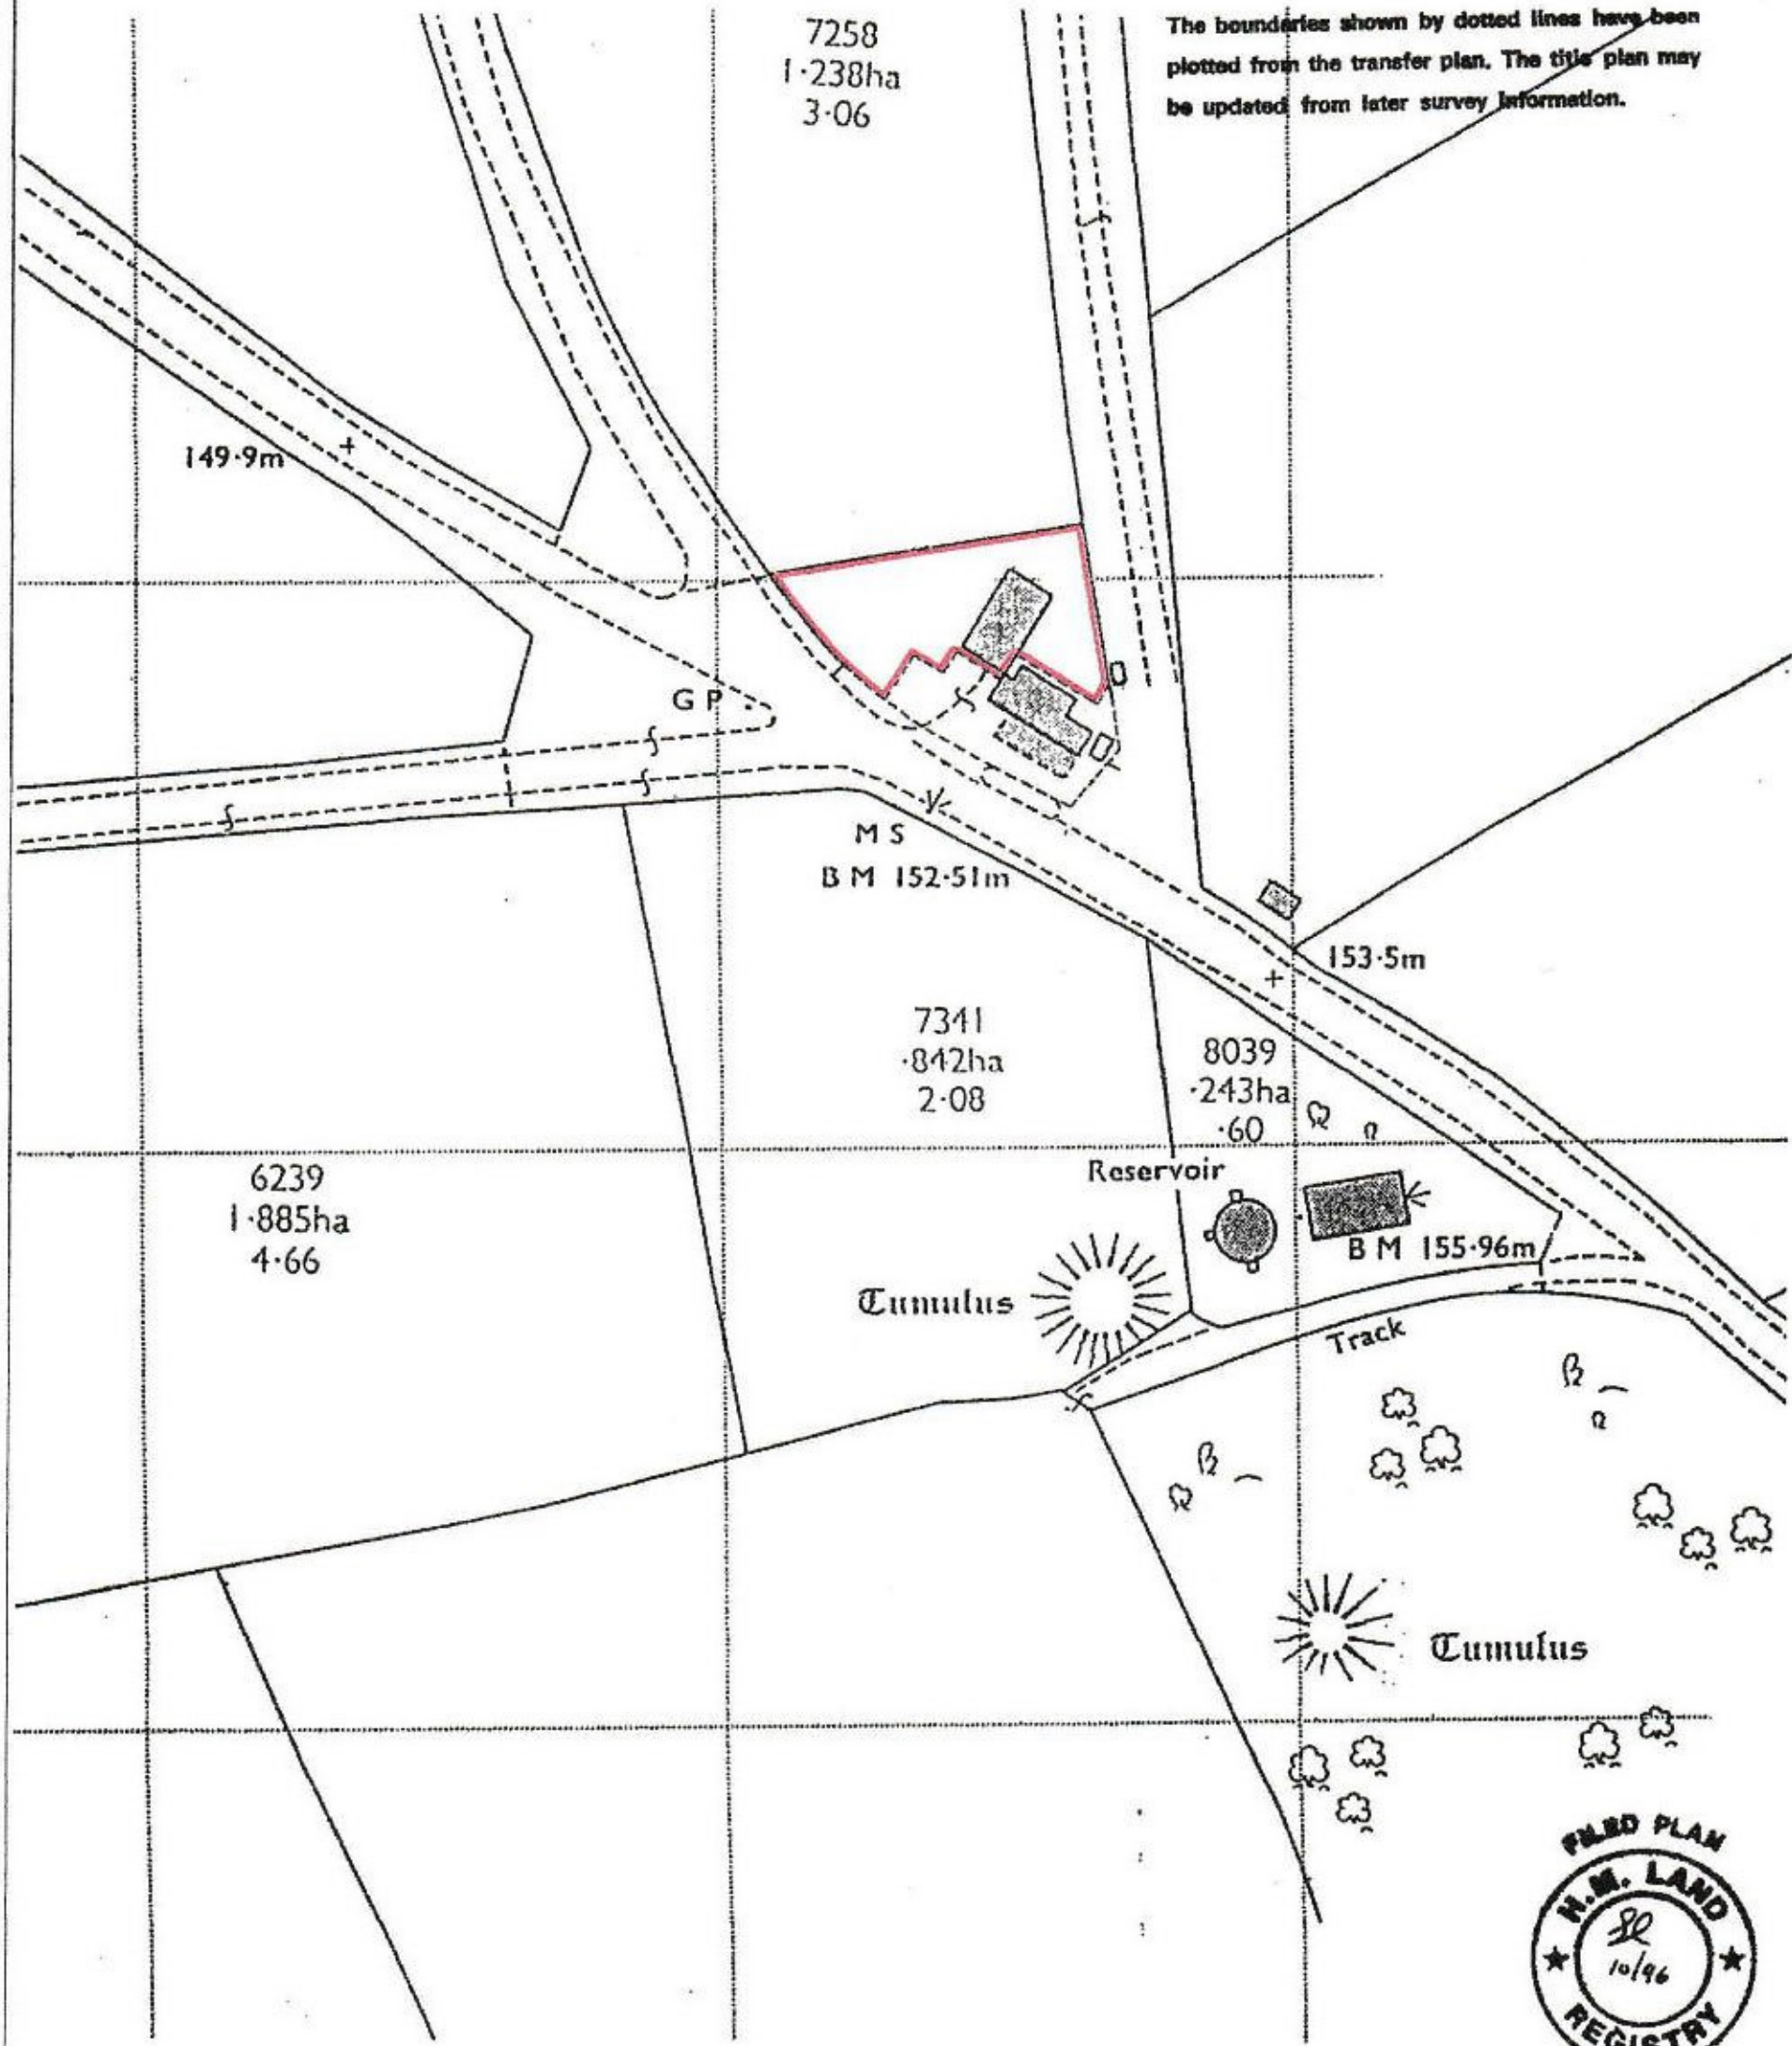 The boundaries shown by dotted lines have been
plotted from the transfer plan. The title plan may
be updated from later survey information.
7258
1·238ha
3·06
149·9m
G P
M S
B M 152·51m
153·5m
7341
·842ha
2·08
8039
·243ha
·60
Reservoir
6239
1·885ha
4·66
B M 155·96m
Tumulus
Track
Tumulus
FILED PLAN
H.M. LAND
10/96
REGISTRY